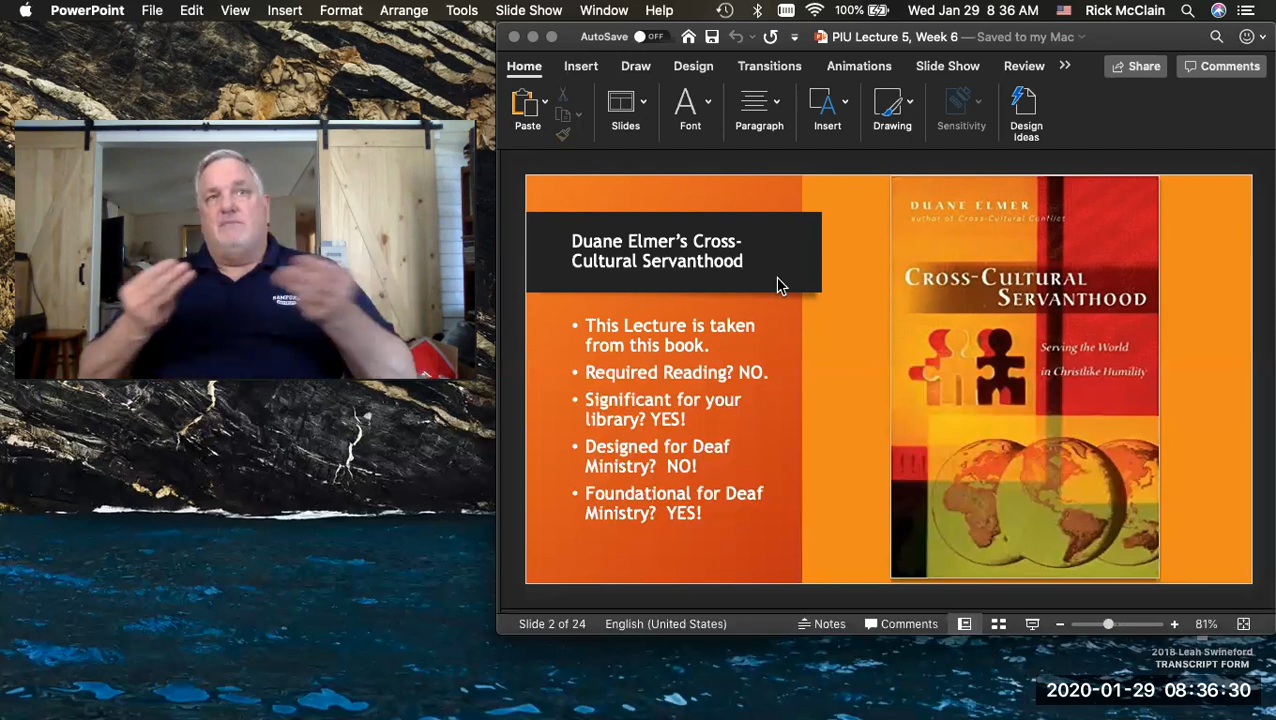 PowerPoint File Edit View Insert Format Arrange Tools Slide Show Window Help 100% Wed Jan 29 8:36 AM Rick McClain
AutoSave OFF PIU Lecture 5, Week 6 — Saved to my Mac
Home Insert Draw Design Transitions Animations Slide Show Review Share Comments
Paste Slides Font Paragraph Insert Drawing Sensitivity Design
Ideas
Duane Elmer’s Cross-
Cultural Servanthood
• This Lecture is taken
from this book.
• Required Reading? NO.
• Significant for your
library? YES!
• Designed for Deaf
Ministry? NO!
• Foundational for Deaf
Ministry? YES!
DUANE ELMER
author of Cross-Cultural Conflict
CROSS-CULTURAL
SERVANTHOOD
Serving the World
in Christlike Humility
Slide 2 of 24 English (United States) Notes Comments 81%
2018 Leah Swineford
TRANSCRIPT FORM
2020-01-29 08:36:30